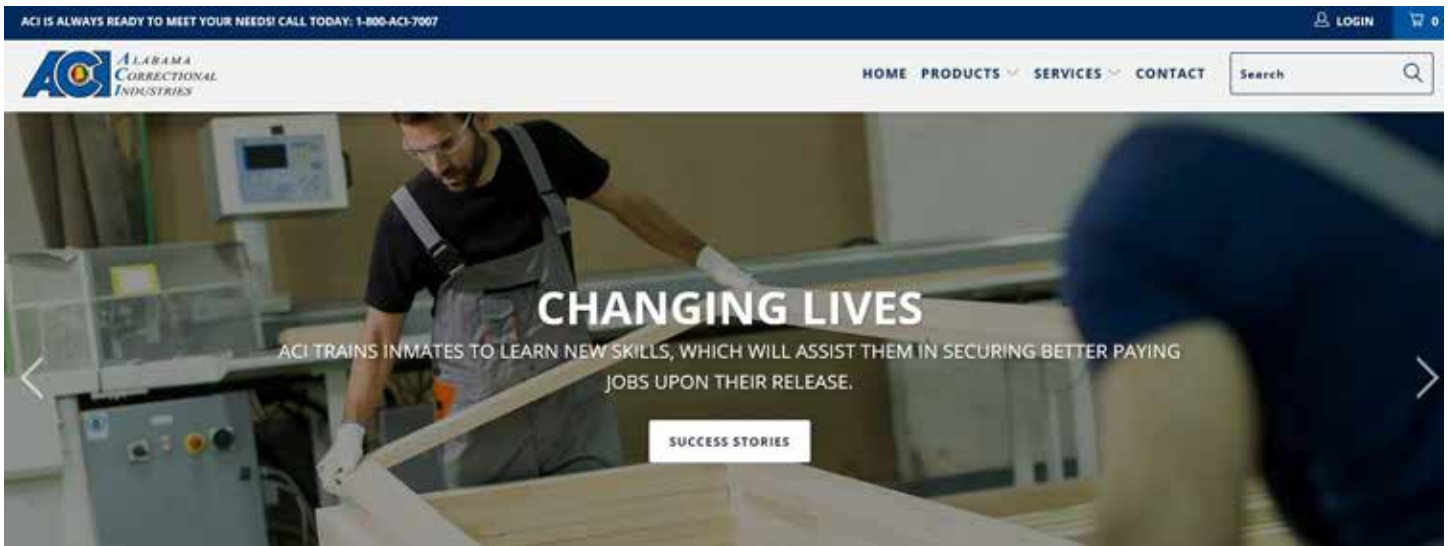 ACI IS ALWAYS READY TO MEET YOUR NEEDS! CALL TODAY: 1-800-ACI-7007
LOGIN
0
ACI
ALABAMA
CORRECTIONAL
INDUSTRIES
HOME PRODUCTS SERVICES CONTACT
Search
CHANGING LIVES
ACI TRAINS INMATES TO LEARN NEW SKILLS, WHICH WILL ASSIST THEM IN SECURING BETTER PAYING
JOBS UPON THEIR RELEASE.
SUCCESS STORIES